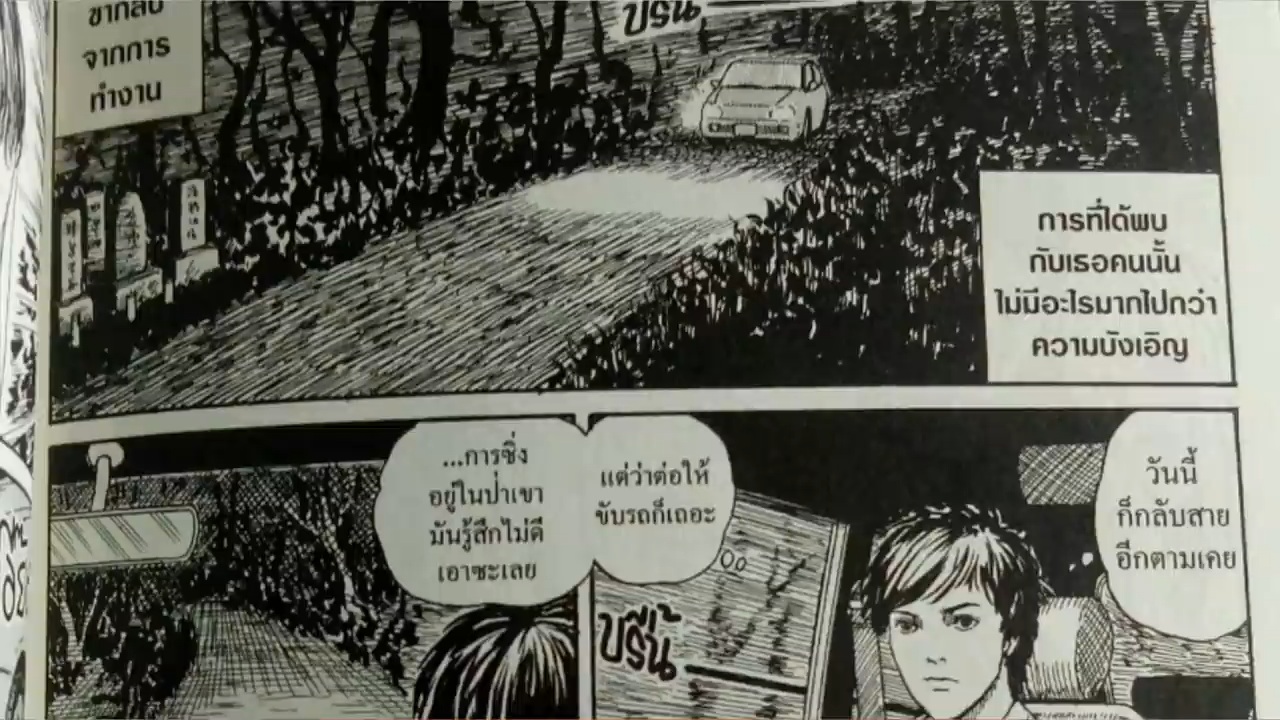 ขากลับ
จากการ
ทำงาน
บรื้น
การที่ได้พบ
กับเธอคนนั้น
ไม่มีอะไรมากไปกว่า
ความบังเอิญ
วันนี้
ก็กลับสาย
อีกตามเคย
แต่ว่าต่อให้
ขับรถก็เถอะ
บรื้น
...การซิ่ง
อยู่ในป่าเขา
มันรู้สึกไม่ดี
เอาซะเลย